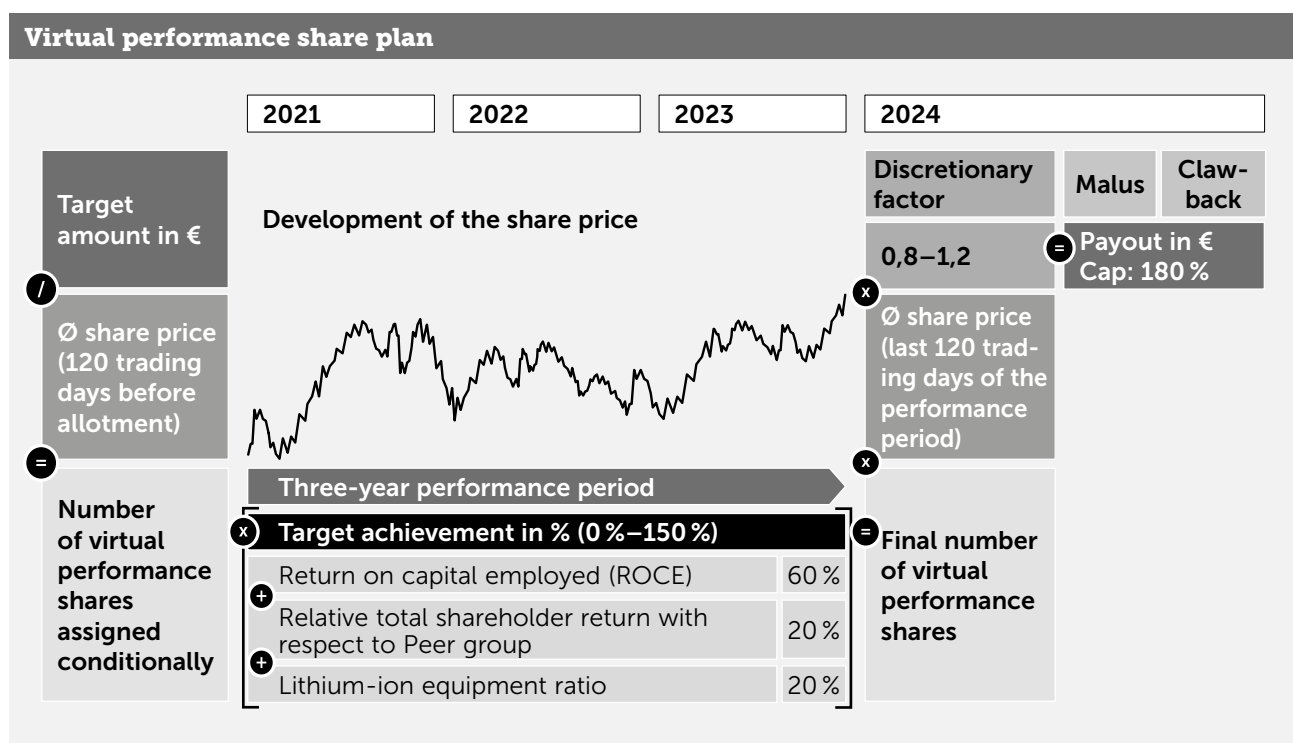 Virtual performance share plan
2021
2022
2023
2024
Target
amount in €
/
Ø share price
(120 trading
days before
allotment)
=
Number
of virtual
performance
shares
assigned
conditionally
Development of the share price
Three-year performance period
x
Target achievement in % (0 %–150 %)
Return on capital employed (ROCE)
60 %
+
Relative total shareholder return with
respect to Peer group
20 %
+
Lithium-ion equipment ratio
20 %
Discretionary
factor
0,8–1,2
x
Ø share price
(last 120 trad-
ing days of the
performance
period)
x
=
Final number
of virtual
performance
shares
Malus
Claw-
back
=
Payout in €
Cap: 180 %